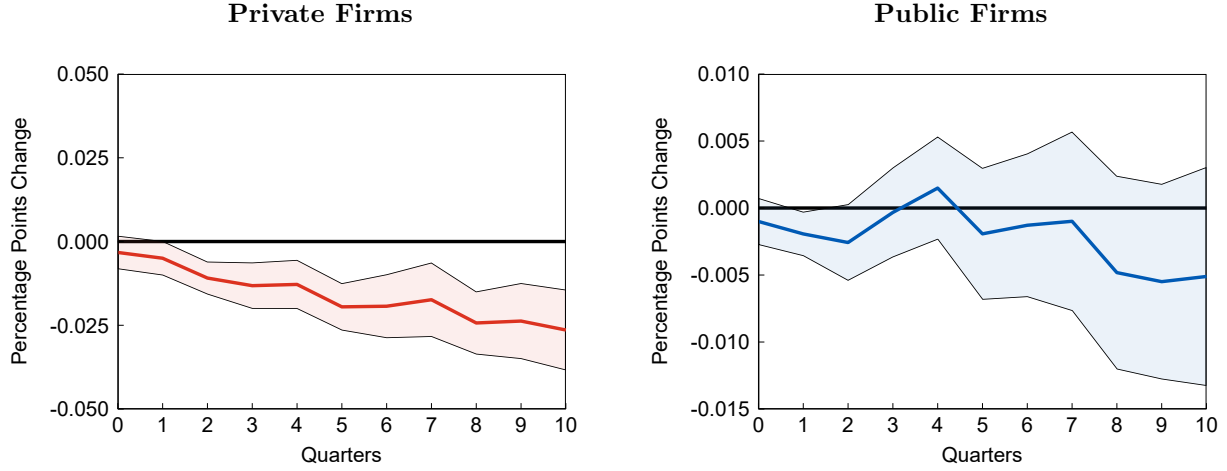 Private Firms
Percentage Points Change
0.050
0.025
0.000
-0.025
-0.050
0 1 2 3 4 5 6 7 8 9 10
Quarters
Public Firms
Percentage Points Change
0.010
0.005
0.000
-0.005
-0.010
-0.015
0 1 2 3 4 5 6 7 8 9 10
Quarters